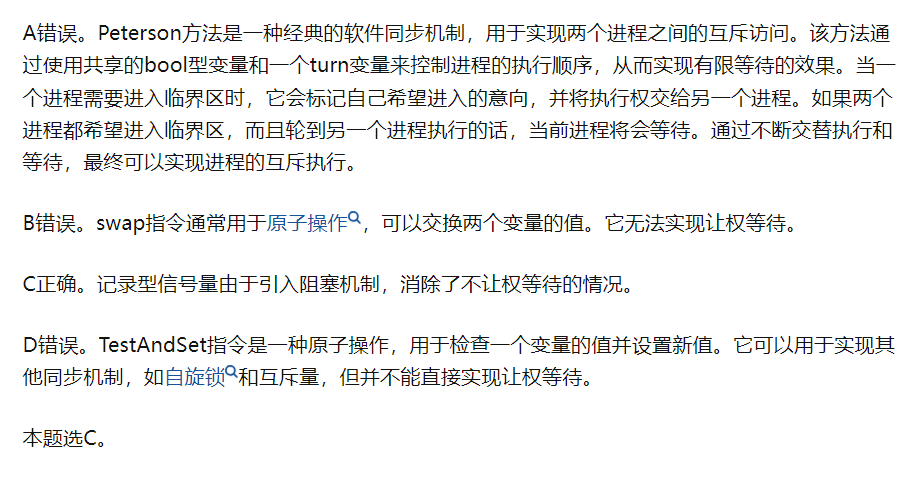 A错误。Peterson方法是一种经典的软件同步机制，用于实现两个进程之间的互斥访问。该方法通
过使用共享的bool型变量和一个turn变量来控制进程的执行顺序，从而实现有限等待的效果。当一
个进程需要进入临界区时，它会标记自己希望进入的意向，并将执行权交给另一个进程。如果两个
进程都希望进入临界区，而且轮到另一个进程执行的话，当前进程将会等待。通过不断交替执行和
等待，最终可以实现进程的互斥执行。
B错误。swap指令通常用于原子操作，可以交换两个变量的值。它无法实现让权等待。
C正确。记录型信号量由于引入阻塞机制，消除了不让权等待的情况。
D错误。TestAndSet指令是一种原子操作，用于检查一个变量的值并设置新值。它可以用于实现其
他同步机制，如自旋锁和互斥量，但并不能直接实现让权等待。
本题选C。